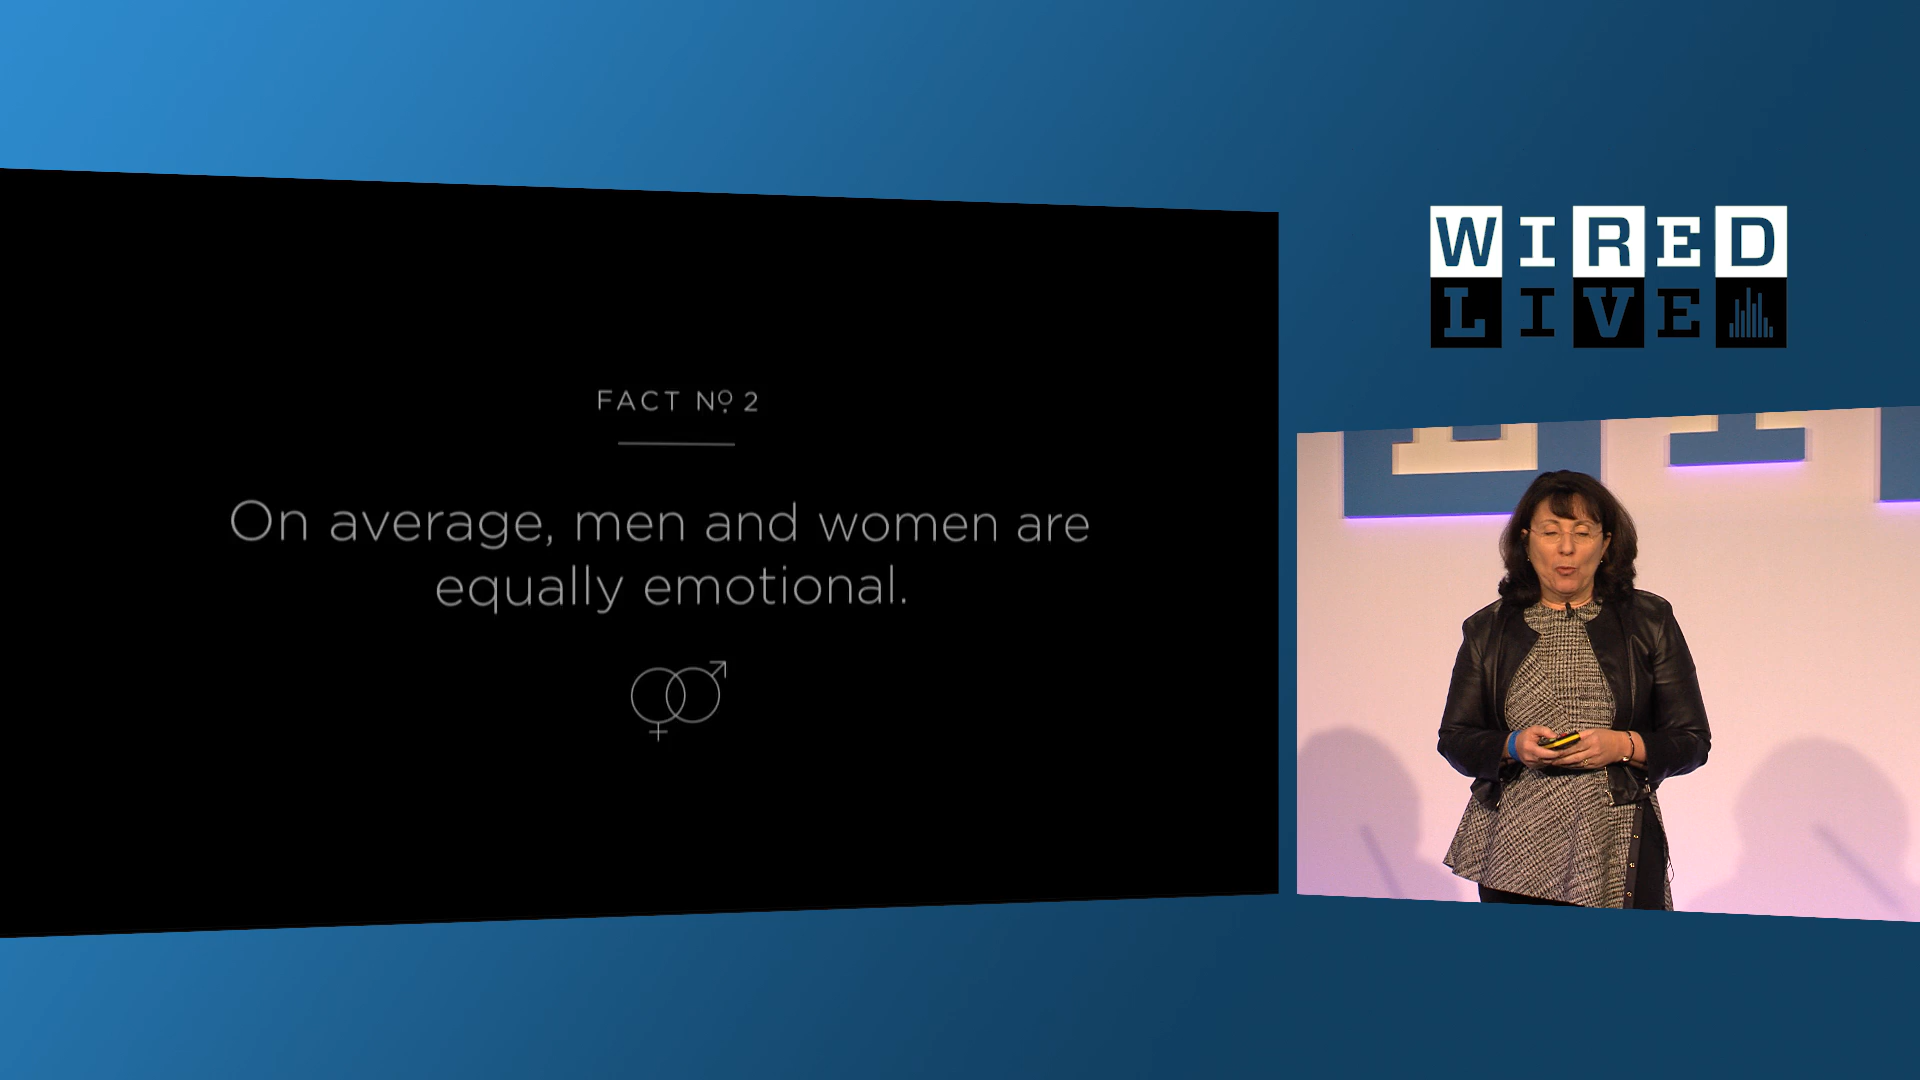 FACT Nº 2
On average, men and women are
equally emotional.
WIRED
LIVE